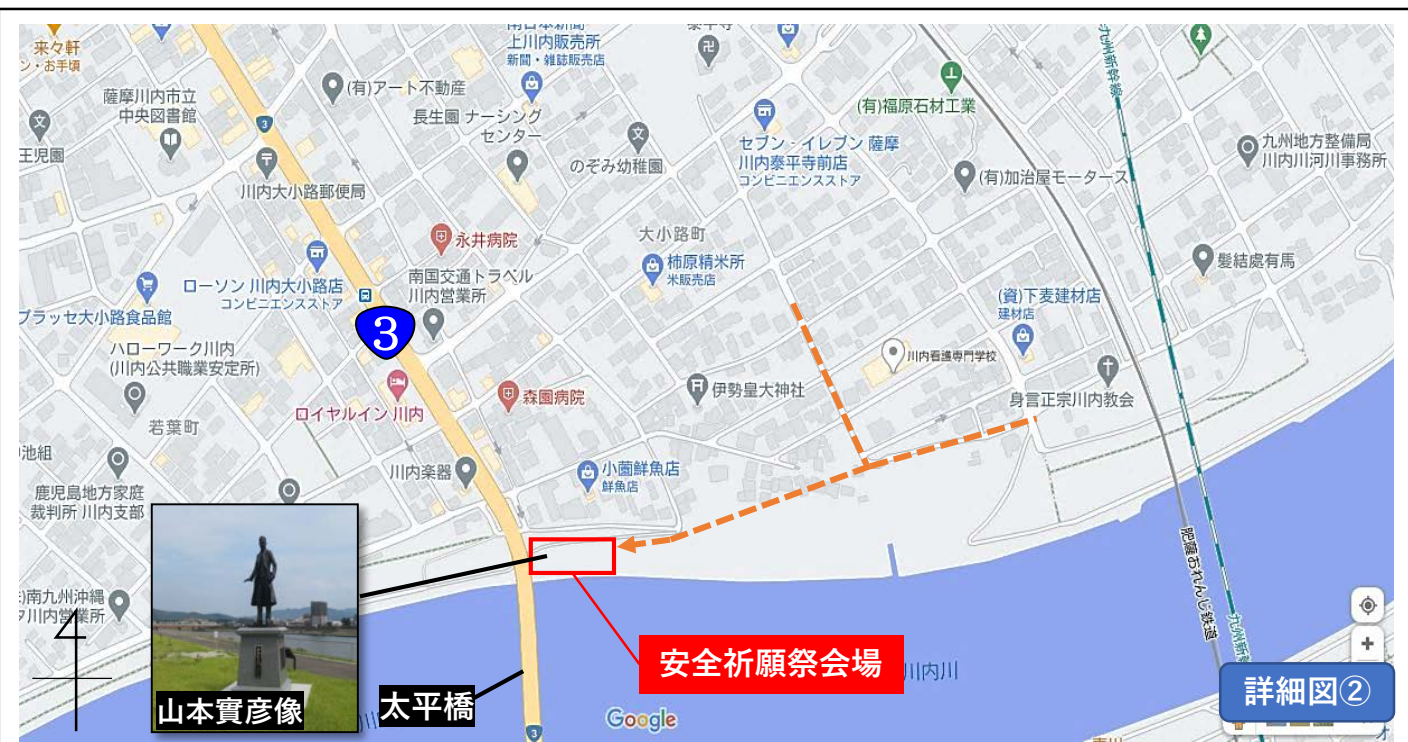 来々軒
ン・お手頃
上川内販売所
新聞・雑誌販売店
(有)アート不動産
薩摩川内市立
中央図書館
長生園 ナーシング
センター
(有)福原石材工業
九州新幹線
セブン-イレブン 薩摩
川内泰平寺前店
コンビニエンスストア
九州地方整備局
川内川河川事務所
王児園
のぞみ幼稚園
(有)加治屋モータース
3
川内大小路郵便局
大小路町
永井病院
柿原精米所
米販売店
髪結處有馬
ローソン 川内大小路店
コンビニエンスストア
南国交通トラベル
川内営業所
(資)下麦建材店
建材店
プラッセ大小路食品館
3
ハローワーク川内
(川内公共職業安定所)
川内看護専門学校
伊勢皇大神社
森園病院
身言正宗川内教会
ロイヤルイン 川内
若葉町
池組
川内楽器
小薗鮮魚店
鮮魚店
鹿児島地方家庭
裁判所 川内支部
肥薩おれんじ鉄道
南九州沖縄
川内営業所
安全祈願祭会場
川内川
詳細図②
山本實彦像
太平橋
Google
3